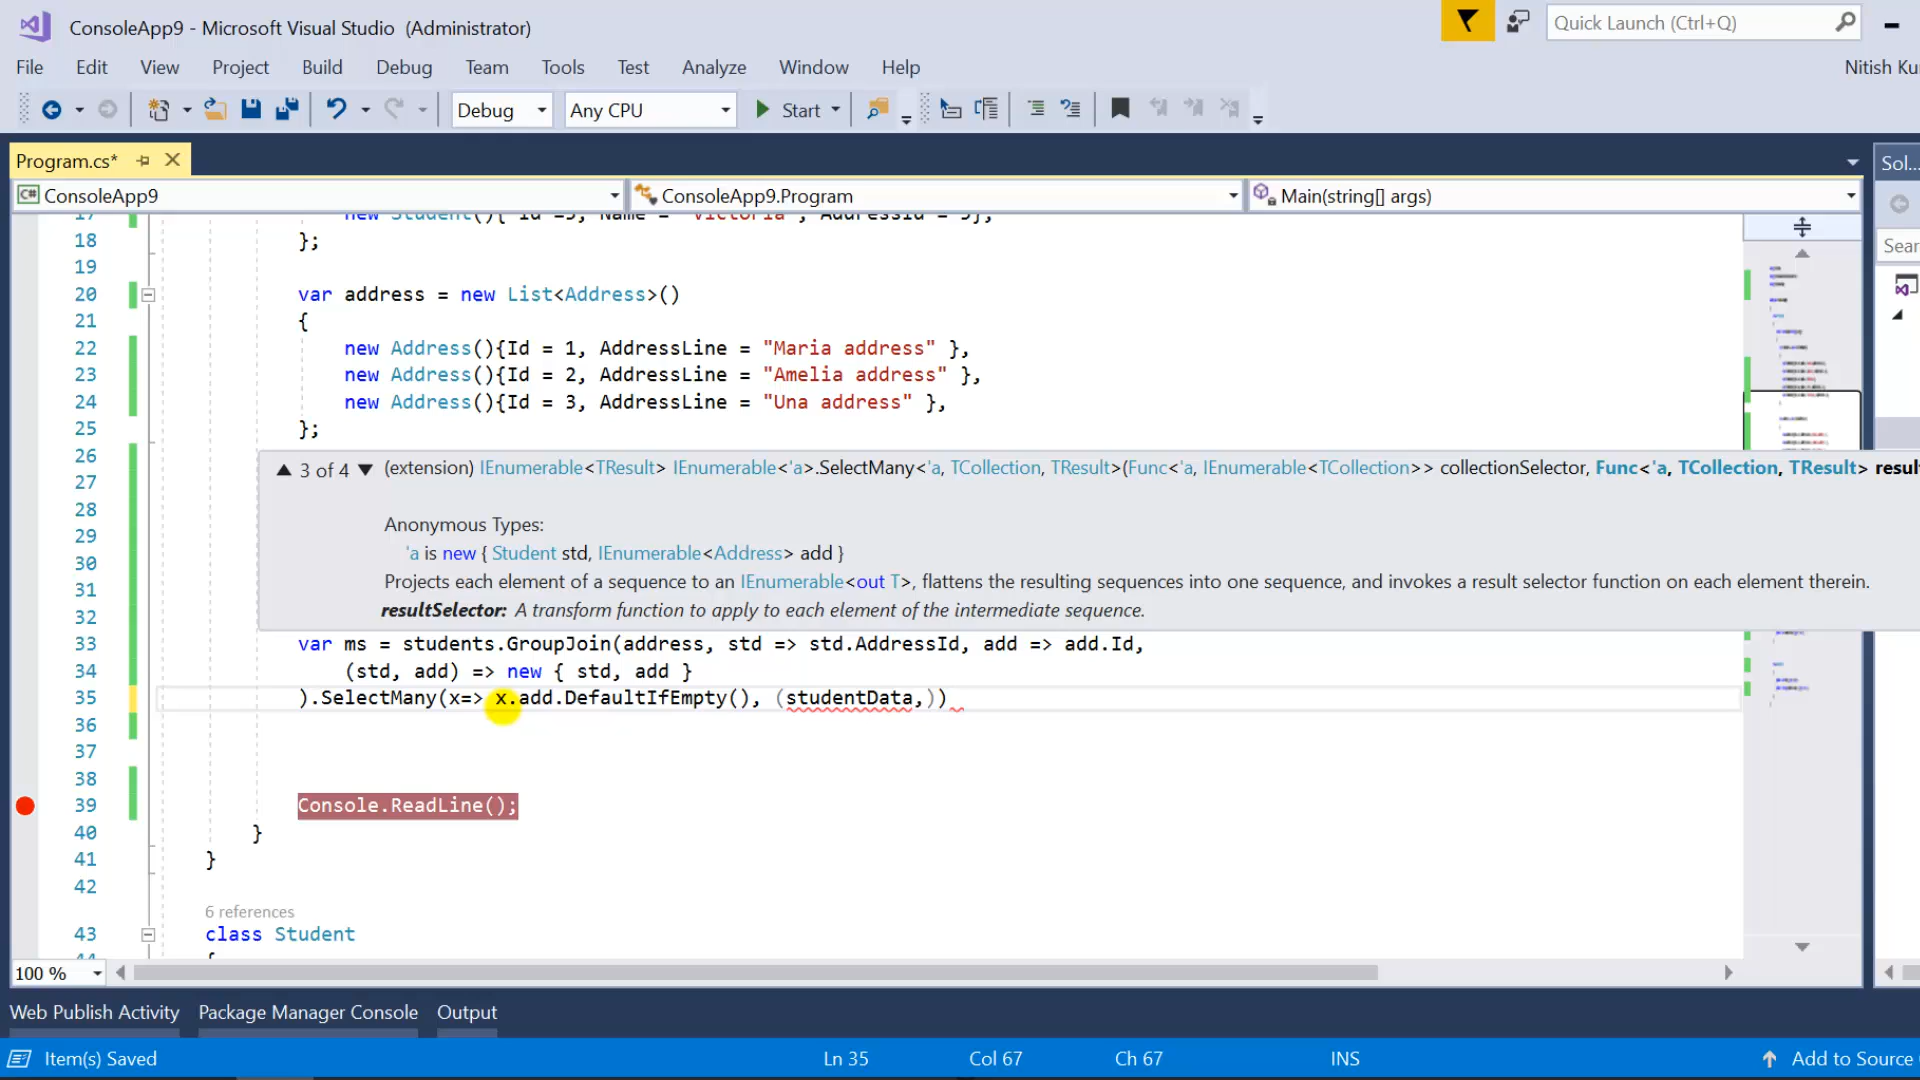 ConsoleApp9 - Microsoft Visual Studio (Administrator)
Quick Launch (Ctrl+Q)
File Edit View Project Build Debug Team Tools Test Analyze Window Help
Nitish Ku
Debug Any CPU Start
Program.cs*
Sol...
ConsoleApp9 ConsoleApp9.Program Main(string[] args)
17 new Student(){ Id =5, Name = "Victoria", AddressId = 5},
18 };
Sear
19
20 var address = new List<Address>()
21 {
22 new Address(){Id = 1, AddressLine = "Maria address" },
23 new Address(){Id = 2, AddressLine = "Amelia address" },
24 new Address(){Id = 3, AddressLine = "Una address" },
25 };
26
▲ 3 of 4 ▼ (extension) IEnumerable<TResult> IEnumerable<'a>.SelectMany<'a, TCollection, TResult>(Func<'a, IEnumerable<TCollection>> collectionSelector, Func<'a, TCollection, TResult> resul
27
28
Anonymous Types:
29
'a is new { Student std, IEnumerable<Address> add }
30
Projects each element of a sequence to an IEnumerable<out T>, flattens the resulting sequences into one sequence, and invokes a result selector function on each element therein.
31
resultSelector: A transform function to apply to each element of the intermediate sequence.
32
33 var ms = students.GroupJoin(address, std => std.AddressId, add => add.Id,
34 (std, add) => new { std, add }
35 ).SelectMany(x=> x.add.DefaultIfEmpty(), (studentData,))
36
37
38
39 Console.ReadLine();
40 }
41 }
42
6 references
43 class Student
44 {
100 %
Web Publish Activity Package Manager Console Output
Item(s) Saved Ln 35 Col 67 Ch 67 INS Add to Source